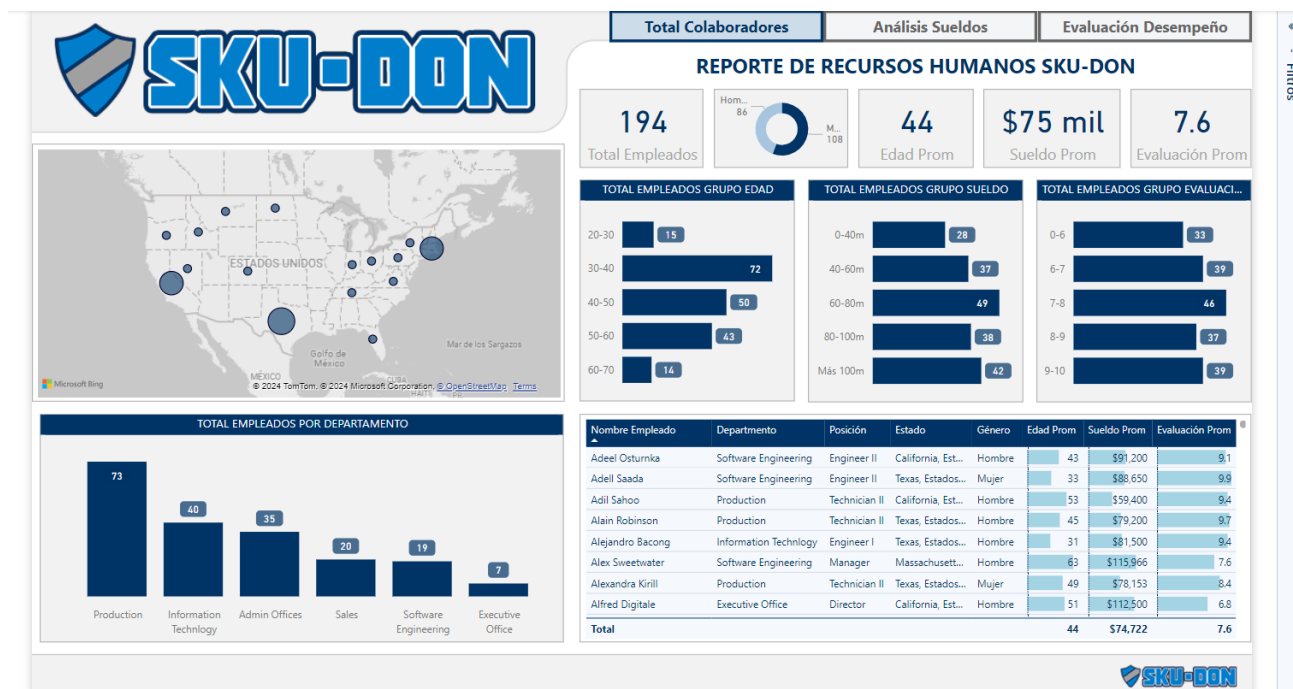 SKU-DON
Total Colaboradores
Análisis Sueldos
Evaluación Desempeño
Filtros
REPORTE DE RECURSOS HUMANOS SKU-DON
194
Total Empleados
Hom...
86
M...
108
44
Edad Prom
$75 mil
Sueldo Prom
7.6
Evaluación Prom
ESTADOS UNIDOS
Golfo de
México
Mar de los Sargazos
MÉXICO
CUBA
HAITÍ
PR
Microsoft Bing
© 2024 TomTom, © 2024 Microsoft Corporation, © OpenStreetMap Terms
TOTAL EMPLEADOS GRUPO EDAD
20-30 15
30-40 72
40-50 50
50-60 43
60-70 14
TOTAL EMPLEADOS GRUPO SUELDO
0-40m 28
40-60m 37
60-80m 49
80-100m 38
Más 100m 42
TOTAL EMPLEADOS GRUPO EVALUACI...
0-6 33
6-7 39
7-8 46
8-9 37
9-10 39
TOTAL EMPLEADOS POR DEPARTAMENTO
73
40
35
20
19
7
Production
Information
Technlogy
Admin Offices
Sales
Software
Engineering
Executive
Office
Nombre Empleado Departmento Posición Estado Género Edad Prom Sueldo Prom Evaluación Prom
Adeel Osturnka Software Engineering Engineer II California, Est... Hombre 43 $91,200 9.1
Adell Saada Software Engineering Engineer II Texas, Estados... Mujer 33 $88,650 9.9
Adil Sahoo Production Technician II California, Est... Hombre 53 $59,400 9.4
Alain Robinson Production Technician II Texas, Estados... Hombre 45 $79,200 9.7
Alejandro Bacong Information Technlogy Engineer I Texas, Estados... Hombre 31 $81,500 9.4
Alex Sweetwater Software Engineering Manager Massachusett... Hombre 63 $115,966 7.6
Alexandra Kirill Production Technician II Texas, Estados... Mujer 49 $78,153 8.4
Alfred Digitale Executive Office Director California, Est... Hombre 51 $112,500 6.8
Total 44 $74,722 7.6
SKU-DON